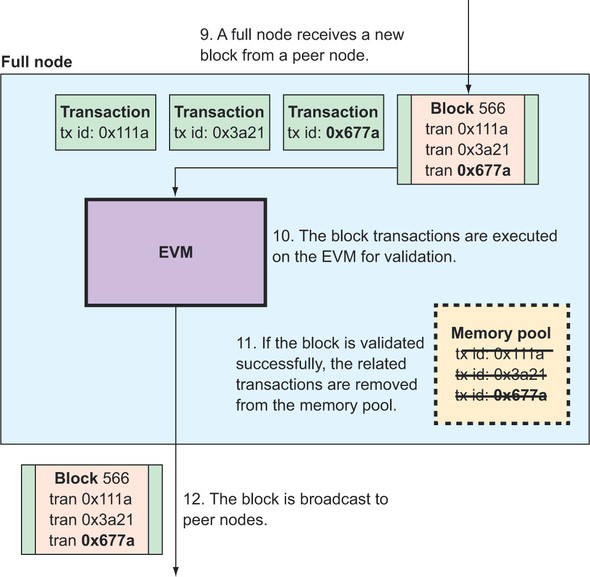 9. A full node receives a new
block from a peer node.
Full node
Transaction
tx id: 0x111a
Transaction
tx id: 0x3a21
Transaction
tx id: 0x677a
Block 566
tran 0x111a
tran 0x3a21
tran 0x677a
EVM
10. The block transactions are executed
on the EVM for validation.
11. If the block is validated
successfully, the related
transactions are removed
from the memory pool.
Memory pool
tx id: 0x111a
tx id: 0x3a21
tx id: 0x677a
Block 566
tran 0x111a
tran 0x3a21
tran 0x677a
12. The block is broadcast to
peer nodes.